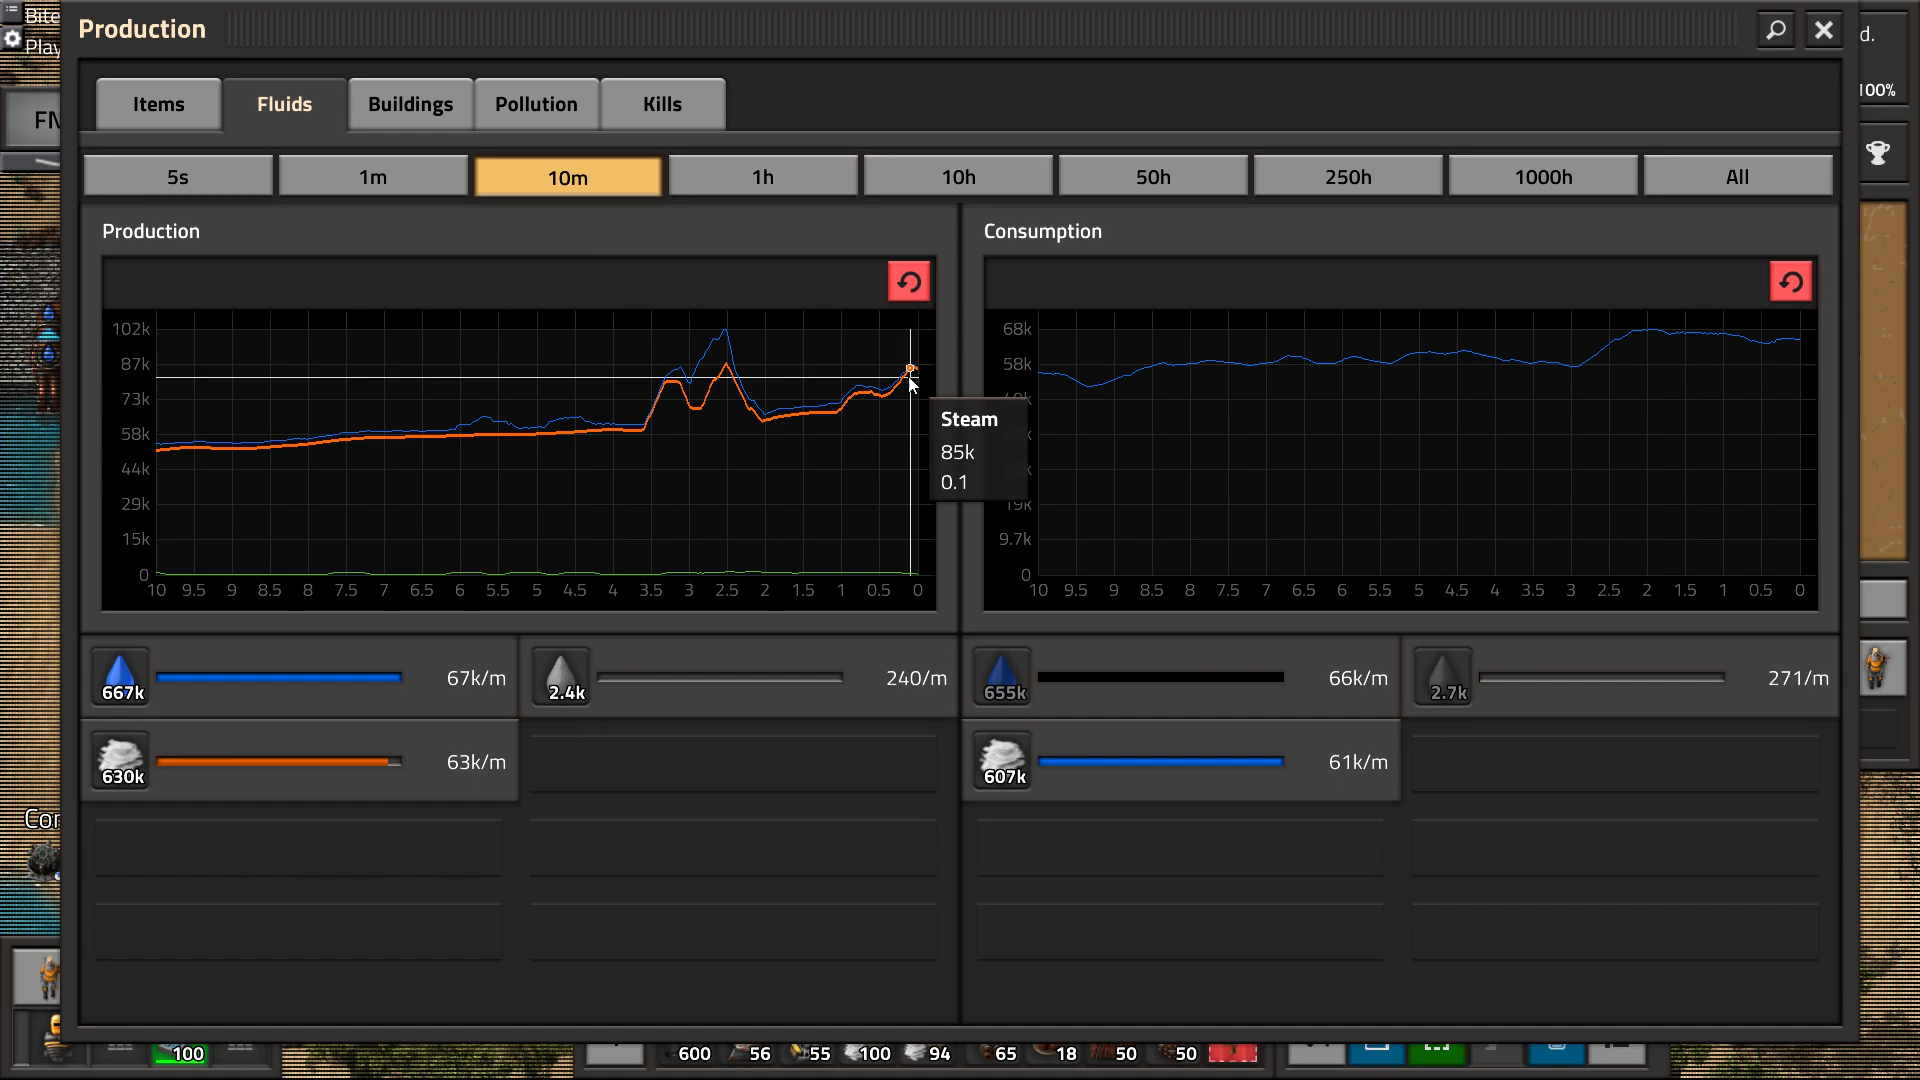 Production
d.
100%
Items
Fluids
Buildings
Pollution
Kills
5s
1m
10m
1h
10h
50h
250h
1000h
All
Production
102k
87k
73k
58k
44k
29k
15k
0
10 9.5 9 8.5 8 7.5 7 6.5 6 5.5 5 4.5 4 3.5 3 2.5 2 1.5 1 0.5 0
Steam
85k
0.1
Consumption
68k
58k
19k
9.7k
0
10 9.5 9 8.5 8 7.5 7 6.5 6 5.5 5 4.5 4 3.5 3 2.5 2 1.5 1 0.5 0
667k 67k/m
2.4k 240/m
655k 66k/m
2.7k 271/m
630k 63k/m
607k 61k/m
100
600 56 55 100 94 65 18 50 50